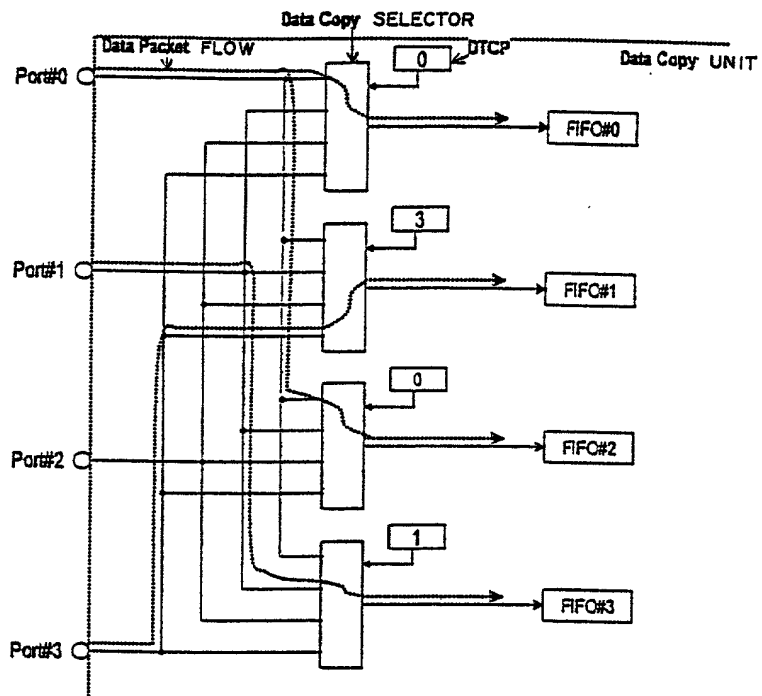 Data Copy SELECTOR
Data Packet FLOW
0
DTCP
Data Copy UNIT
Port#0
FIFO#0
3
Port#1
FIFO#1
0
FIFO#2
Port#2
1
FIFO#3
Port#3